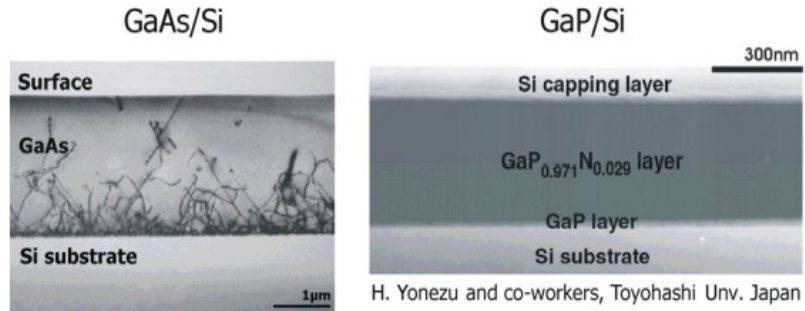 GaAs/Si
Surface
GaAs
Si substrate
1μm
GaP/Si
300nm
Si capping layer
GaP0.971N0.029 layer
GaP layer
Si substrate
H. Yonezu and co-workers, Toyohashi Unv. Japan